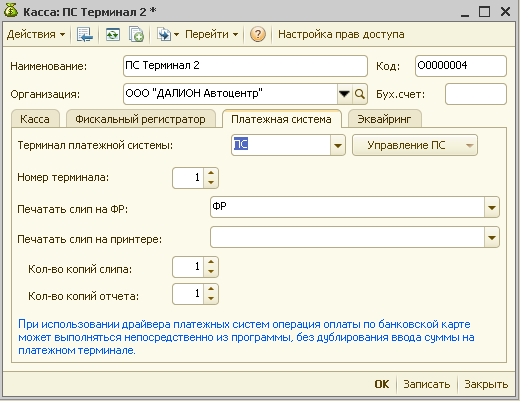 Касса: ПС Терминал 2 *
Действия Перейти ? Настройка прав доступа
Наименование: ПС Терминал 2 Код: О0000004
Организация: ООО "ДАЛИОН Автоцентр" Бух.счет:
Касса Фискальный регистратор Платежная система Эквайринг
Терминал платежной системы: ПС Управление ПС
Номер терминала: 1
Печатать слип на ФР: ФР
Печатать слип на принтере:
Кол-во копий слипа: 1
Кол-во копий отчета: 1
При использовании драйвера платежных систем операция оплаты по банковской карте
может выполняться непосредственно из программы, без дублирования ввода суммы на
платежном терминале.
ОК Записать Закрыть